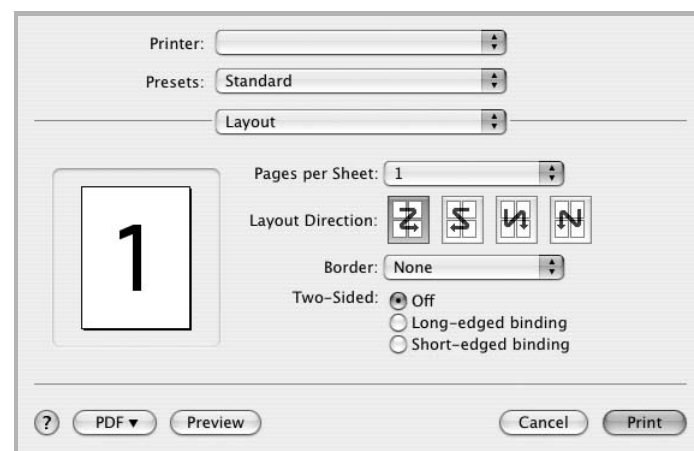 Printer:
Presets: Standard
Layout
Pages per Sheet: 1
Layout Direction:
Border: None
Two-Sided: Off
Long-edged binding
Short-edged binding
1
? PDF▼ Preview Cancel Print